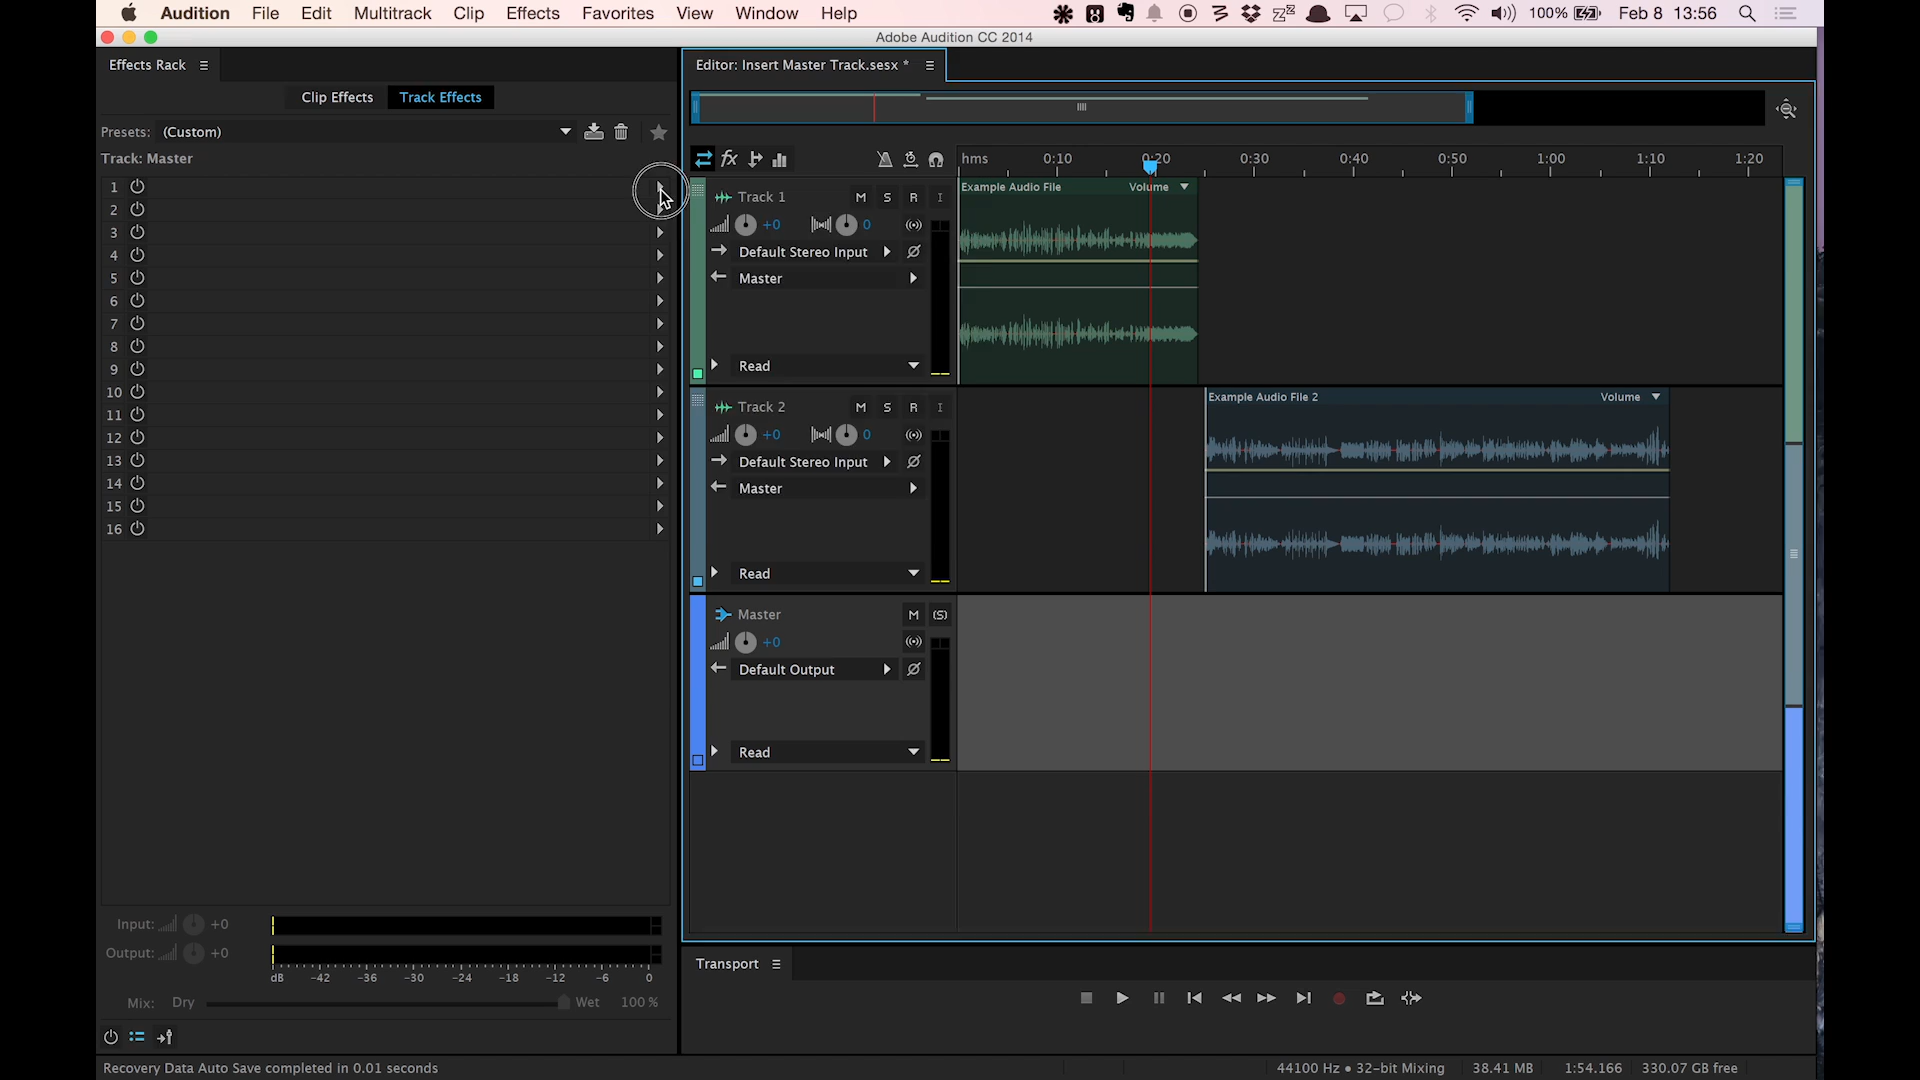 Audition File Edit Multitrack Clip Effects Favorites View Window Help 100% Feb 8 13:56
Adobe Audition CC 2014
Effects Rack
Clip Effects Track Effects
Presets: (Custom)
Track: Master
1
2
3
4
5
6
7
8
9
10
11
12
13
14
15
16
Input: +0
Output: +0
dB -42 -36 -30 -24 -18 -12 -6 0
Mix: Dry Wet 100 %
Editor: Insert Master Track.sesx *
fx
hms 0:10 0:20 0:30 0:40 0:50 1:00 1:10 1:20
Track 1 M S R I
+0 0
Default Stereo Input
Master
Read
Example Audio File Volume
Track 2 M S R I
+0 0
Default Stereo Input
Master
Read
Example Audio File 2 Volume
Master M (S)
+0
Default Output
Read
Transport
Recovery Data Auto Save completed in 0.01 seconds
44100 Hz • 32-bit Mixing 38.41 MB 1:54.166 330.07 GB free